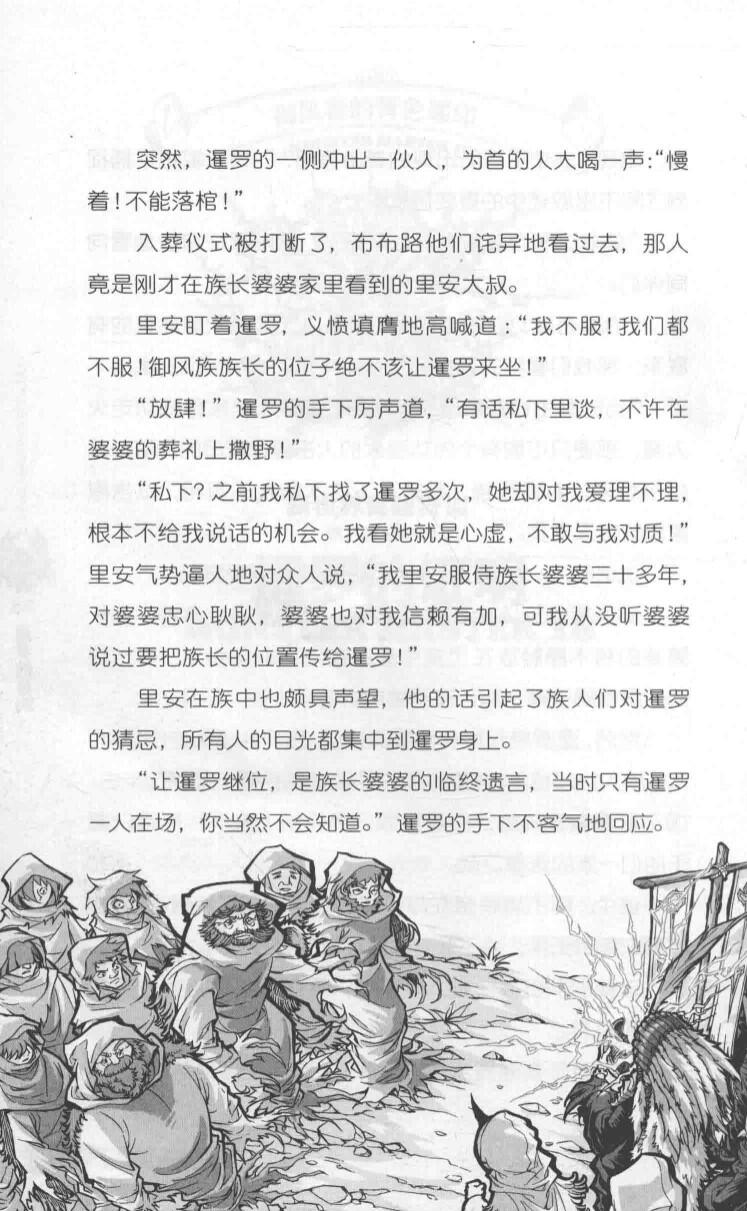 突然，暹罗的一侧冲出一伙人，为首的人大喝一声：“慢
着！不能落棺！”
入葬仪式被打断了，布布路他们诧异地看过去，那人
竟是刚才在族长婆婆家里看到的里安大叔。
里安盯着暹罗，义愤填膺地高喊道：“我不服！我们都
不服！御风族族长的位子绝不该让暹罗来坐！”
“放肆！”暹罗的手下厉声道，“有话私下里谈，不许在
婆婆的葬礼上撒野！”
“私下？之前我私下找了暹罗多次，她却对我爱理不理，
根本不给我说话的机会。我看她就是心虚，不敢与我对质！”
里安气势逼人地对众人说，“我里安服侍族长婆婆三十多年，
对婆婆忠心耿耿，婆婆也对我信赖有加，可我从没听婆婆
说过要把族长的位置传给暹罗！”
里安在族中也颇具声望，他的话引起了族人们对暹罗
的猜忌，所有人的目光都集中到暹罗身上。
“让暹罗继位，是族长婆婆的临终遗言，当时只有暹罗
一人在场，你当然不会知道。”暹罗的手下不客气地回应。